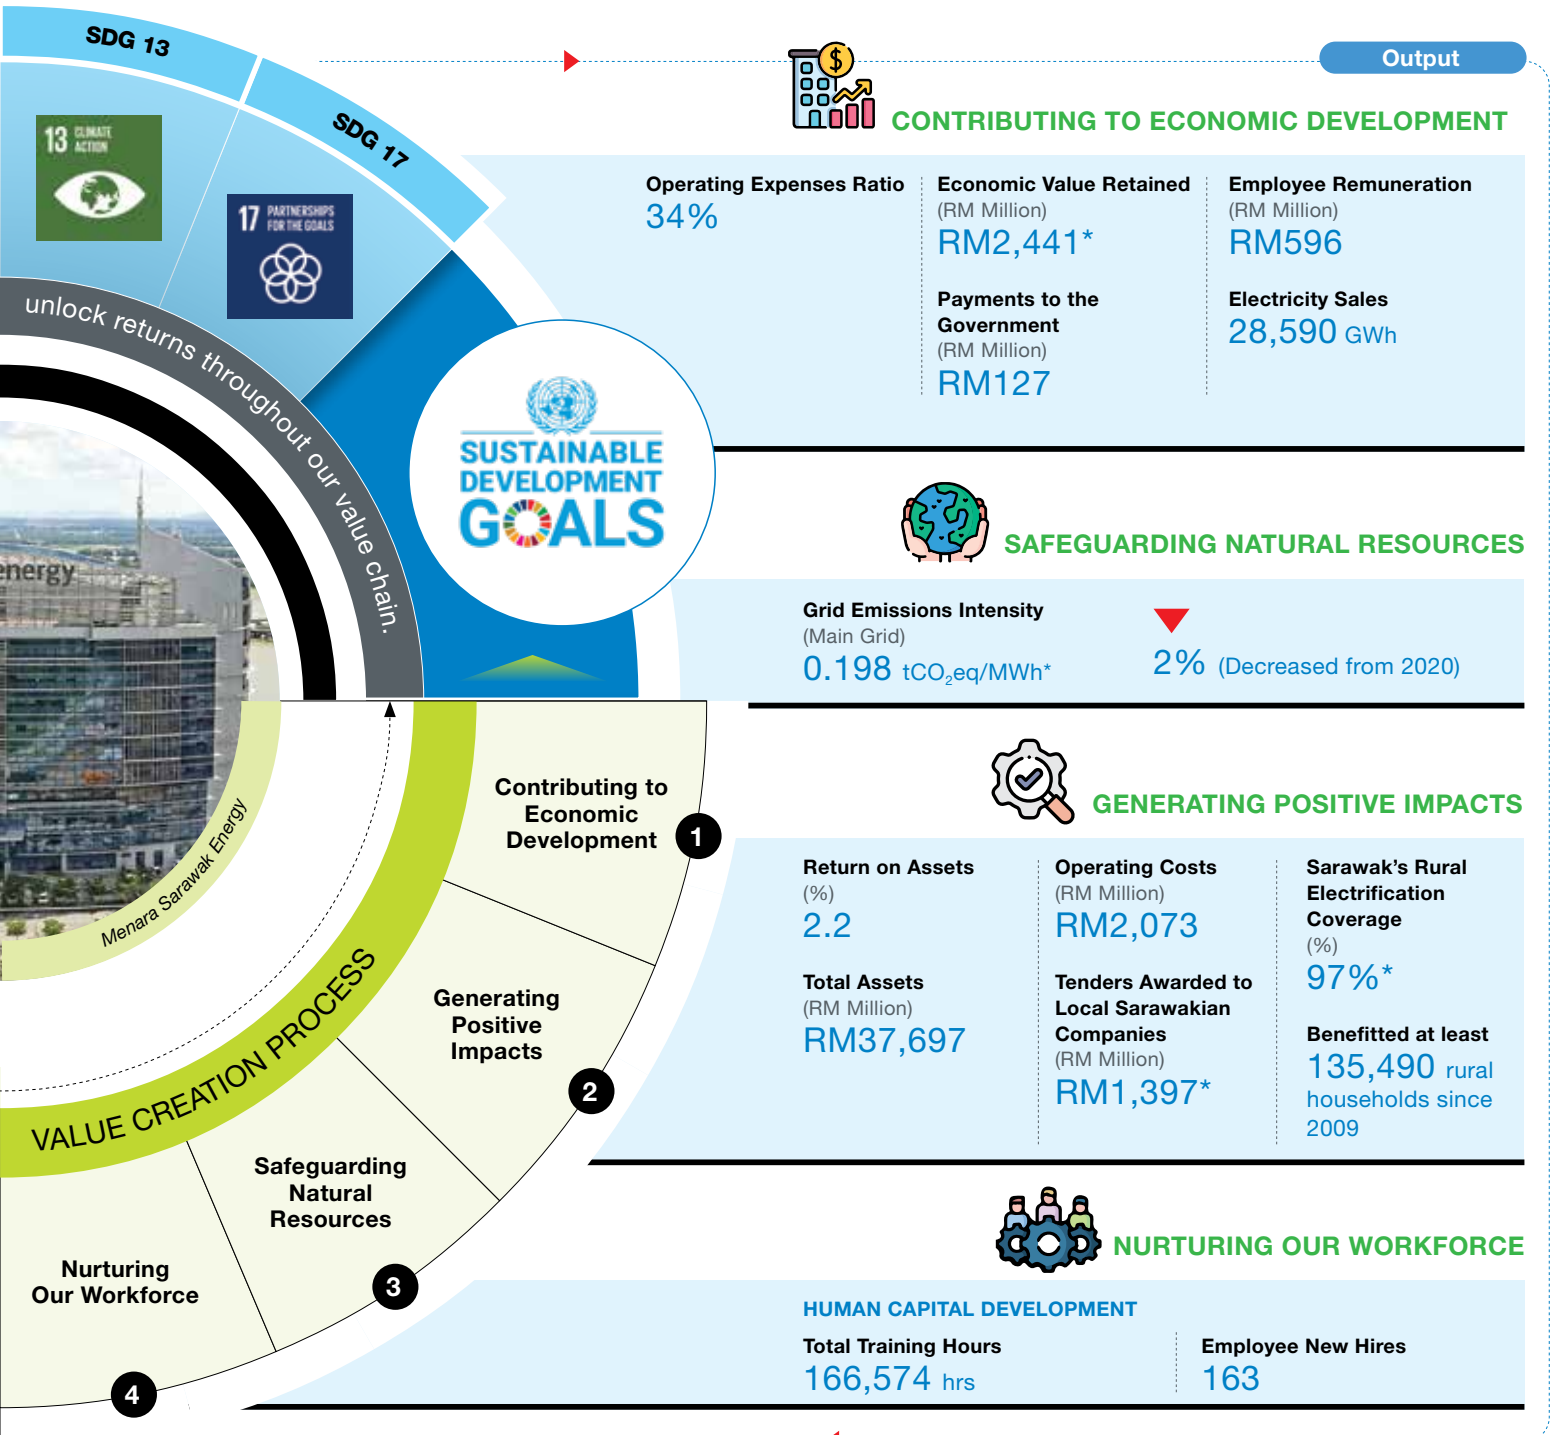 SDG 13
SDG 17
13 CLIMATE
ACTION
17 PARTNERSHIPS
FOR THE GOALS
unlock returns throughout our value chain.
energy
Menara Sarawak Energy
SUSTAINABLE
DEVELOPMENT
GOALS
Output
CONTRIBUTING TO ECONOMIC DEVELOPMENT
Operating Expenses Ratio
34%
Economic Value Retained
(RM Million)
RM2,441*
Payments to the
Government
(RM Million)
RM127
Employee Remuneration
(RM Million)
RM596
Electricity Sales
28,590 GWh
SAFEGUARDING NATURAL RESOURCES
Grid Emissions Intensity
(Main Grid)
0.198 tCO₂eq/MWh*
2% (Decreased from 2020)
GENERATING POSITIVE IMPACTS
Return on Assets
(%)
2.2
Total Assets
(RM Million)
RM37,697
Operating Costs
(RM Million)
RM2,073
Tenders Awarded to
Local Sarawakian
Companies
(RM Million)
RM1,397*
Sarawak’s Rural
Electrification
Coverage
(%)
97%*
Benefitted at least
135,490 rural
households since
2009
NURTURING OUR WORKFORCE
HUMAN CAPITAL DEVELOPMENT
Total Training Hours
166,574 hrs
Employee New Hires
163
VALUE CREATION PROCESS
Contributing to
Economic
Development
1
Generating
Positive
Impacts
2
Safeguarding
Natural
Resources
3
Nurturing
Our Workforce
4